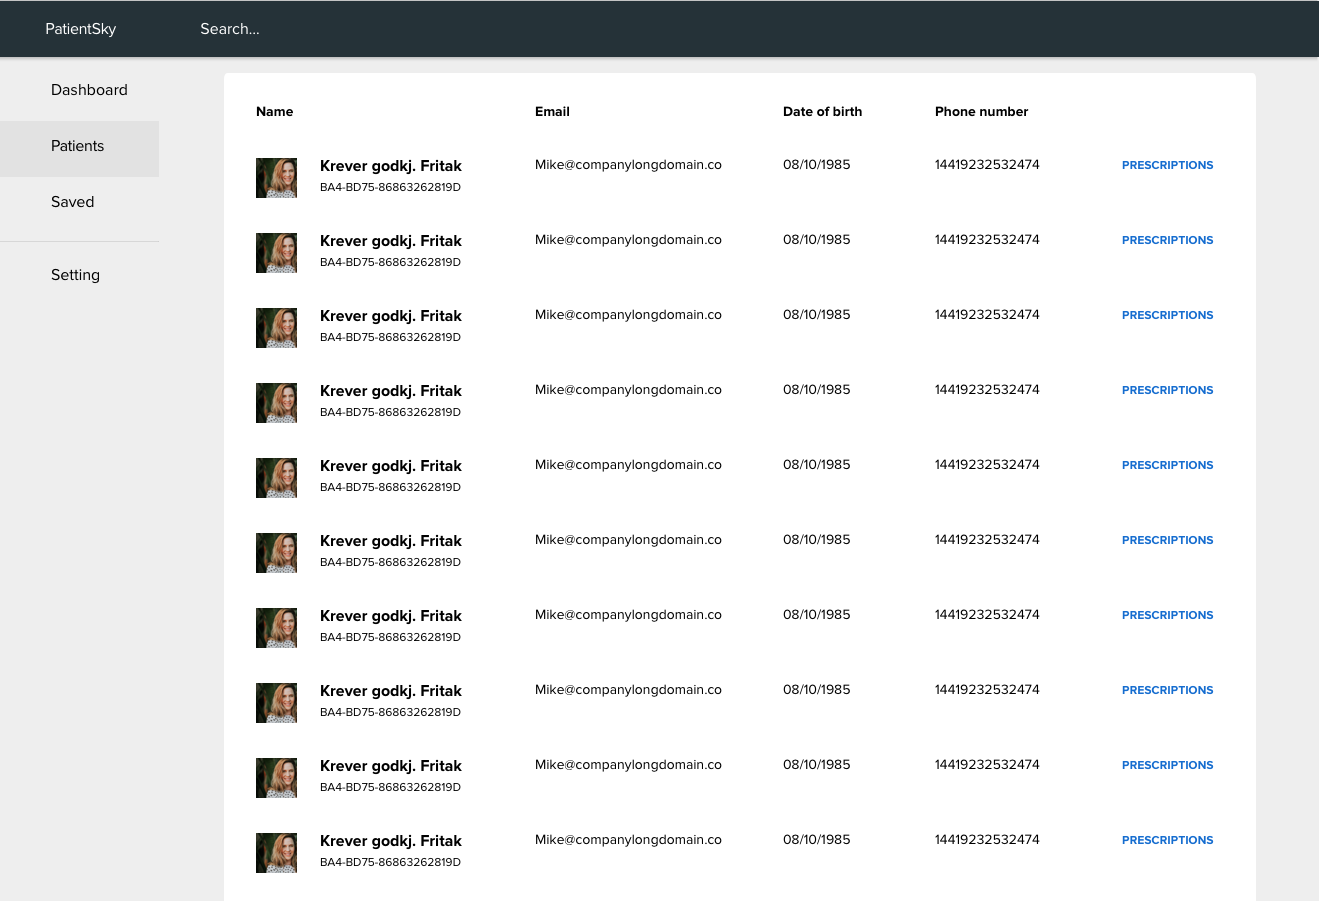 PatientSky Search...
Dashboard
Patients
Saved
Setting
Name Email Date of birth Phone number
Krever godkj. Fritak Mike@companylongdomain.co 08/10/1985 14419232532474 PRESCRIPTIONS
BA4-BD75-86863262819D
Krever godkj. Fritak Mike@companylongdomain.co 08/10/1985 14419232532474 PRESCRIPTIONS
BA4-BD75-86863262819D
Krever godkj. Fritak Mike@companylongdomain.co 08/10/1985 14419232532474 PRESCRIPTIONS
BA4-BD75-86863262819D
Krever godkj. Fritak Mike@companylongdomain.co 08/10/1985 14419232532474 PRESCRIPTIONS
BA4-BD75-86863262819D
Krever godkj. Fritak Mike@companylongdomain.co 08/10/1985 14419232532474 PRESCRIPTIONS
BA4-BD75-86863262819D
Krever godkj. Fritak Mike@companylongdomain.co 08/10/1985 14419232532474 PRESCRIPTIONS
BA4-BD75-86863262819D
Krever godkj. Fritak Mike@companylongdomain.co 08/10/1985 14419232532474 PRESCRIPTIONS
BA4-BD75-86863262819D
Krever godkj. Fritak Mike@companylongdomain.co 08/10/1985 14419232532474 PRESCRIPTIONS
BA4-BD75-86863262819D
Krever godkj. Fritak Mike@companylongdomain.co 08/10/1985 14419232532474 PRESCRIPTIONS
BA4-BD75-86863262819D
Krever godkj. Fritak Mike@companylongdomain.co 08/10/1985 14419232532474 PRESCRIPTIONS
BA4-BD75-86863262819D